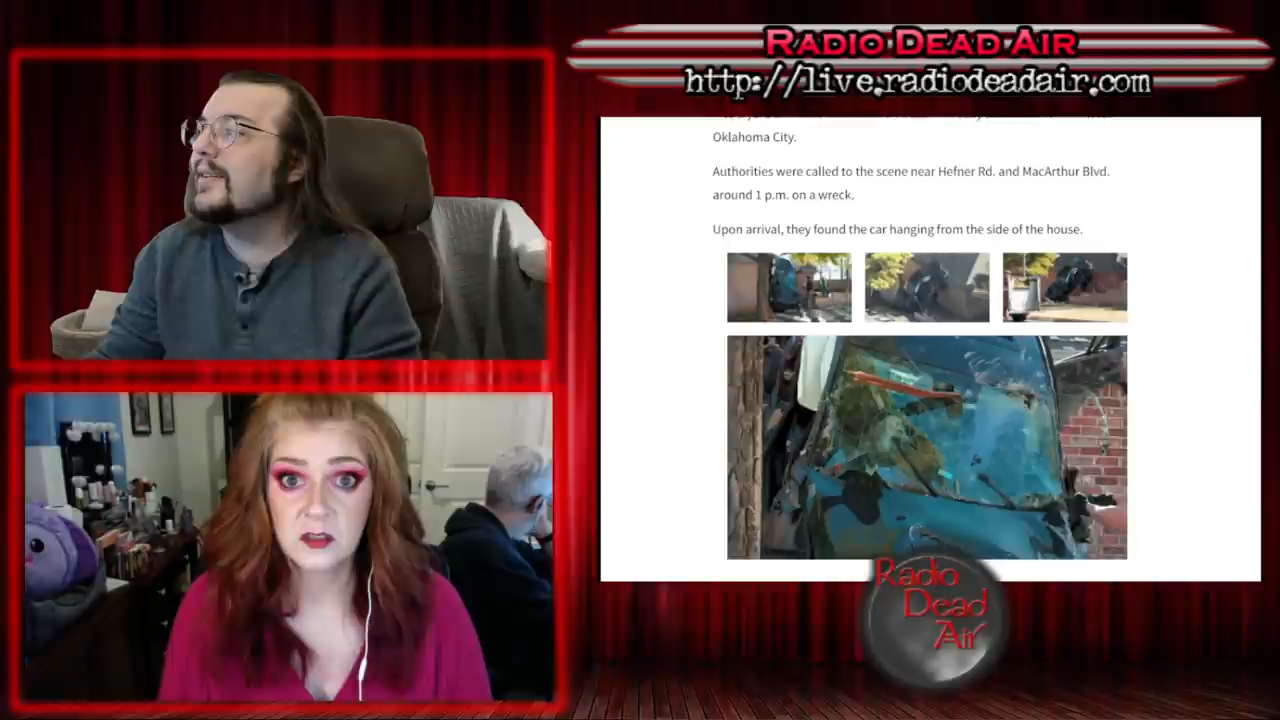 Radio Dead Air
http://live.radiodeadair.com
Oklahoma City.
Authorities were called to the scene near Hefner Rd. and MacArthur Blvd.
around 1 p.m. on a wreck.
Upon arrival, they found the car hanging from the side of the house.
Radio
Dead
Air